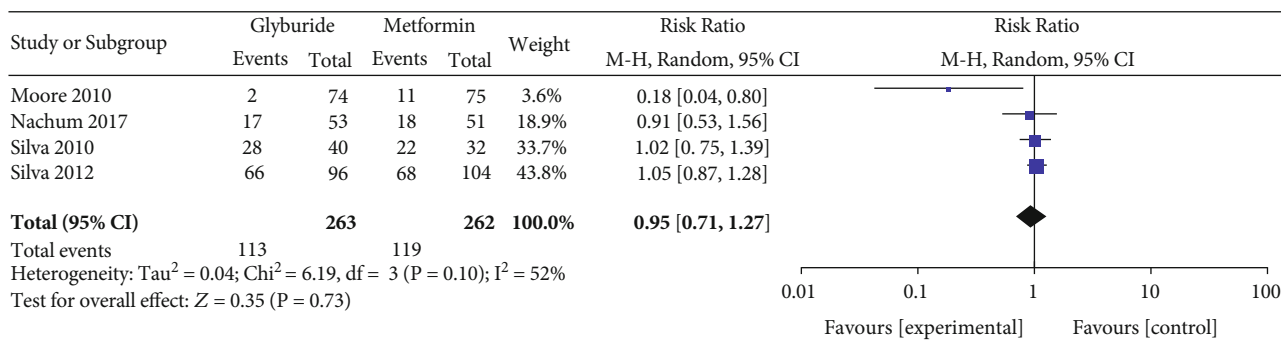 Study or Subgroup Glyburide Metformin Weight Risk Ratio Risk Ratio
Events Total Events Total M-H, Random, 95% CI M-H, Random, 95% CI
Moore 2010 2 74 11 75 3.6% 0.18 [0.04, 0.80]
Nachum 2017 17 53 18 51 18.9% 0.91 [0.53, 1.56]
Silva 2010 28 40 22 32 33.7% 1.02 [0. 75, 1.39]
Silva 2012 66 96 68 104 43.8% 1.05 [0.87, 1.28]
Total (95% CI) 263 262 100.0% 0.95 [0.71, 1.27]
Total events 113 119
Heterogeneity: Tau² = 0.04; Chi² = 6.19, df = 3 (P = 0.10); I² = 52%
Test for overall effect: Z = 0.35 (P = 0.73)
0.01 0.1 1 10 100
Favours [experimental] Favours [control]